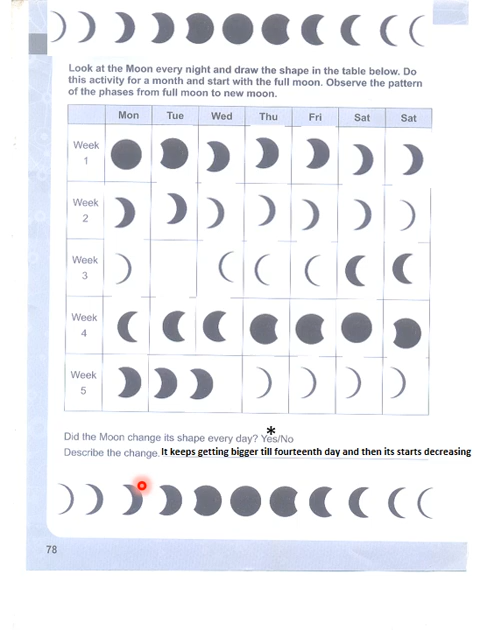 Look at the Moon every night and draw the shape in the table below. Do
this activity for a month and start with the full moon. Observe the pattern
of the phases from full moon to new moon.
Mon Tue Wed Thu Fri Sat Sat
Week
1
Week
2
Week
3
Week
4
Week
5
*
Did the Moon change its shape every day? Yes/No
Describe the change. It keeps getting bigger till fourteenth day and then its starts decreasing
78